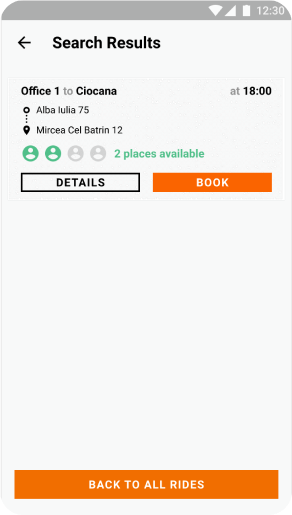 12:30
Search Results
Office 1 to Ciocana at 18:00
Alba Iulia 75
Mircea Cel Batrin 12
2 places available
DETAILS BOOK
BACK TO ALL RIDES